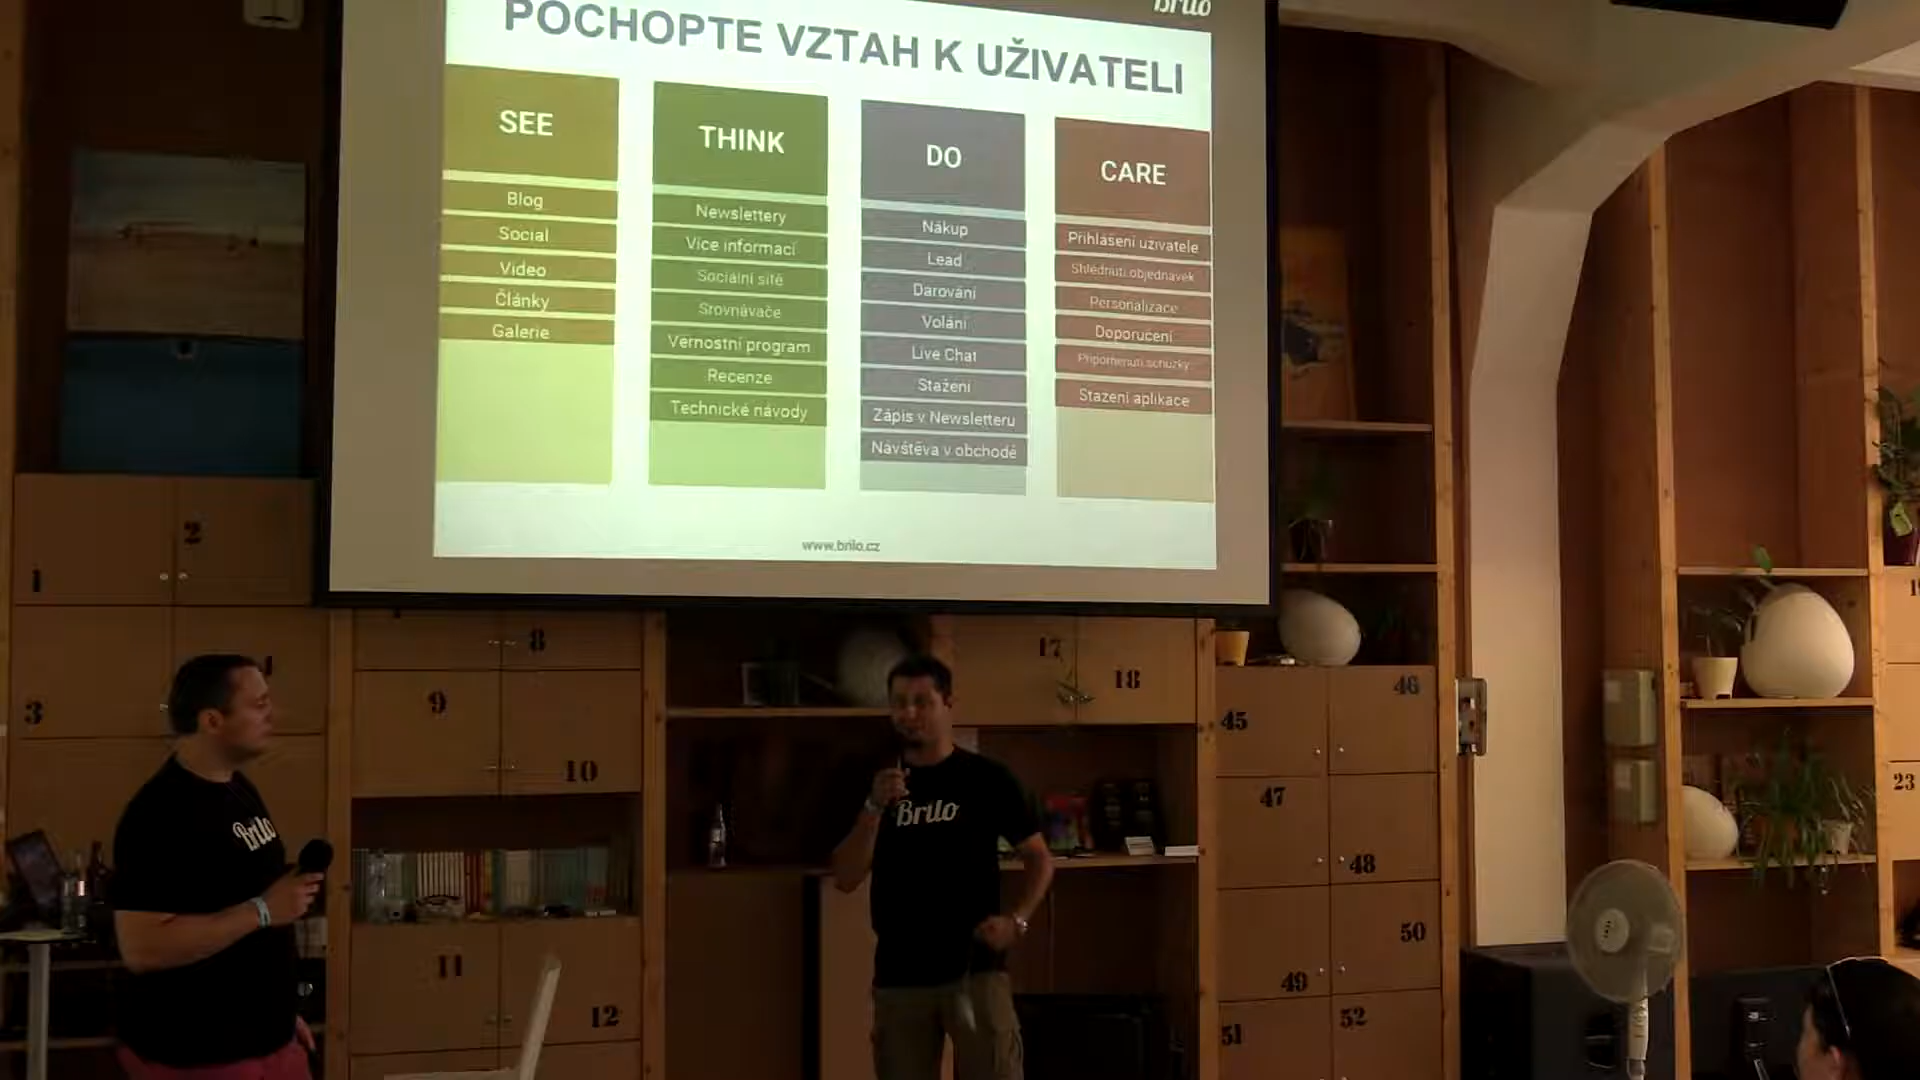 Brilo
POCHOPTE VZTAH K UŽIVATELI
SEE
Blog
Social
Video
Články
Galerie
THINK
Newslettery
Více informací
Sociální sítě
Srovnávače
Věrnostní program
Recenze
Technické návody
DO
Nákup
Lead
Darování
Volání
Live Chat
Stažení
Zápis v Newsletteru
Návštěva v obchodě
CARE
Přihlášení uživatele
Shlédnutí objednávek
Personalizace
Doporučení
Připomenutí schůzky
Stažení aplikace
www.brilo.cz
1
2
3
4
8
9
10
11
12
17
18
45
46
47
48
49
50
51
52
23
Brilo
Brilo